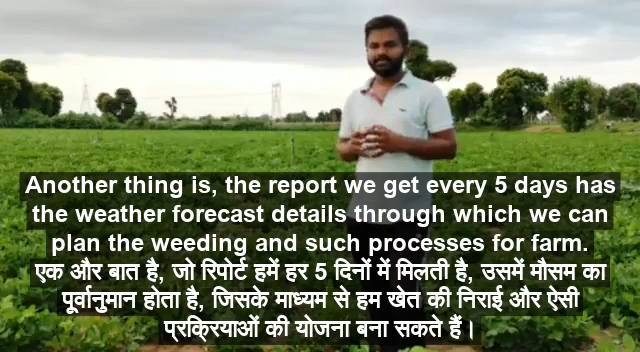 Another thing is, the report we get every 5 days has
the weather forecast details through which we can
plan the weeding and such processes for farm.
एक और बात है, जो रिपोर्ट हमें हर 5 दिनों में मिलती है, उसमें मौसम का
पूर्वानुमान होता है, जिसके माध्यम से हम खेत की निराई और ऐसी
प्रक्रियाओं की योजना बना सकते हैं।